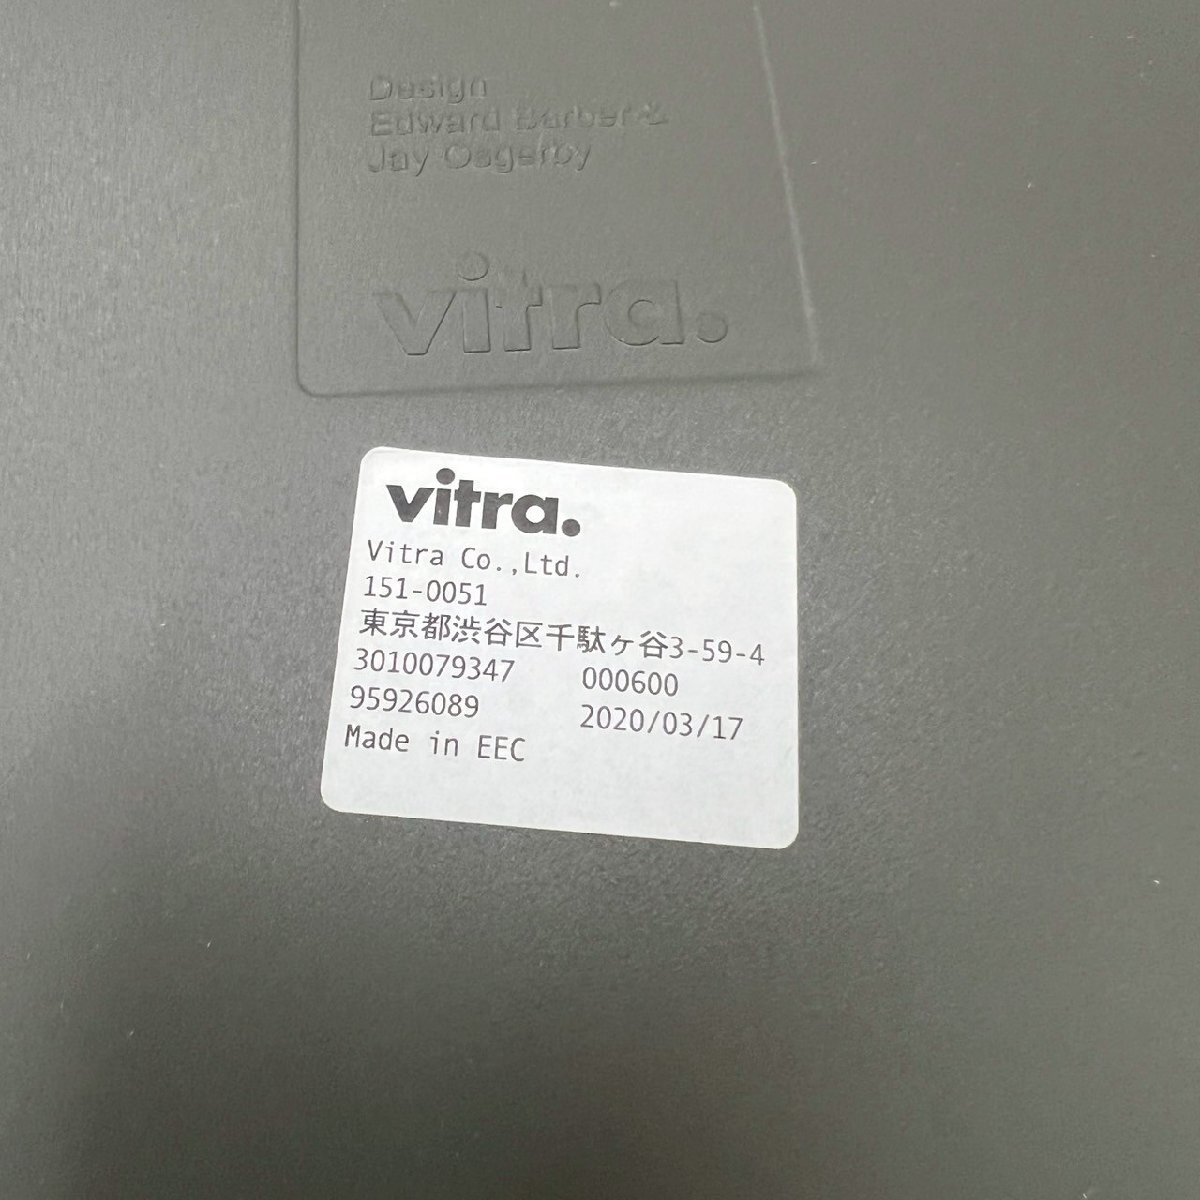 Design
Edward Barber &
Jay Osgerby
vitra.
vitra.
Vitra Co.,Ltd.
151-0051
東京都渋谷区千駄ヶ谷3-59-4
3010079347 000600
95926089 2020/03/17
Made in EEC